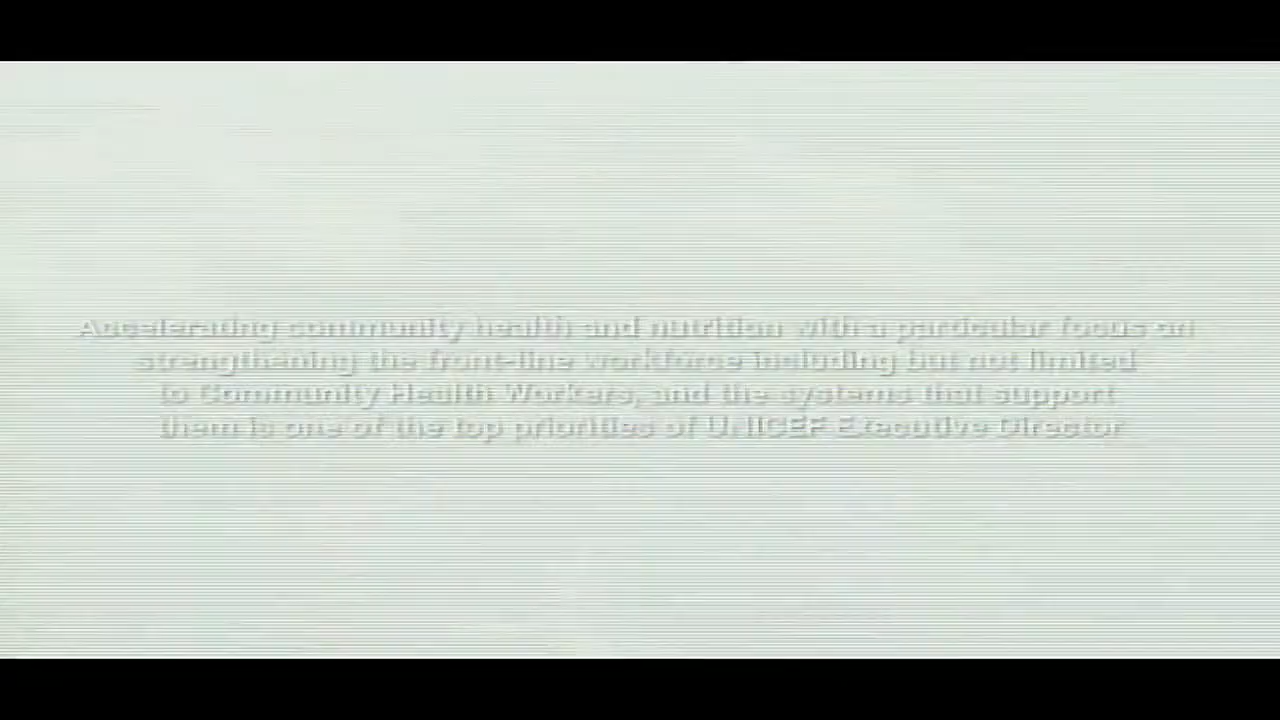 Accelerating community health and nutrition with a particular focus on
strengthening the front-line workforce including but not limited
to Community Health Workers, and the systems that support
them is one of the top priorities of UNICEF Executive Director